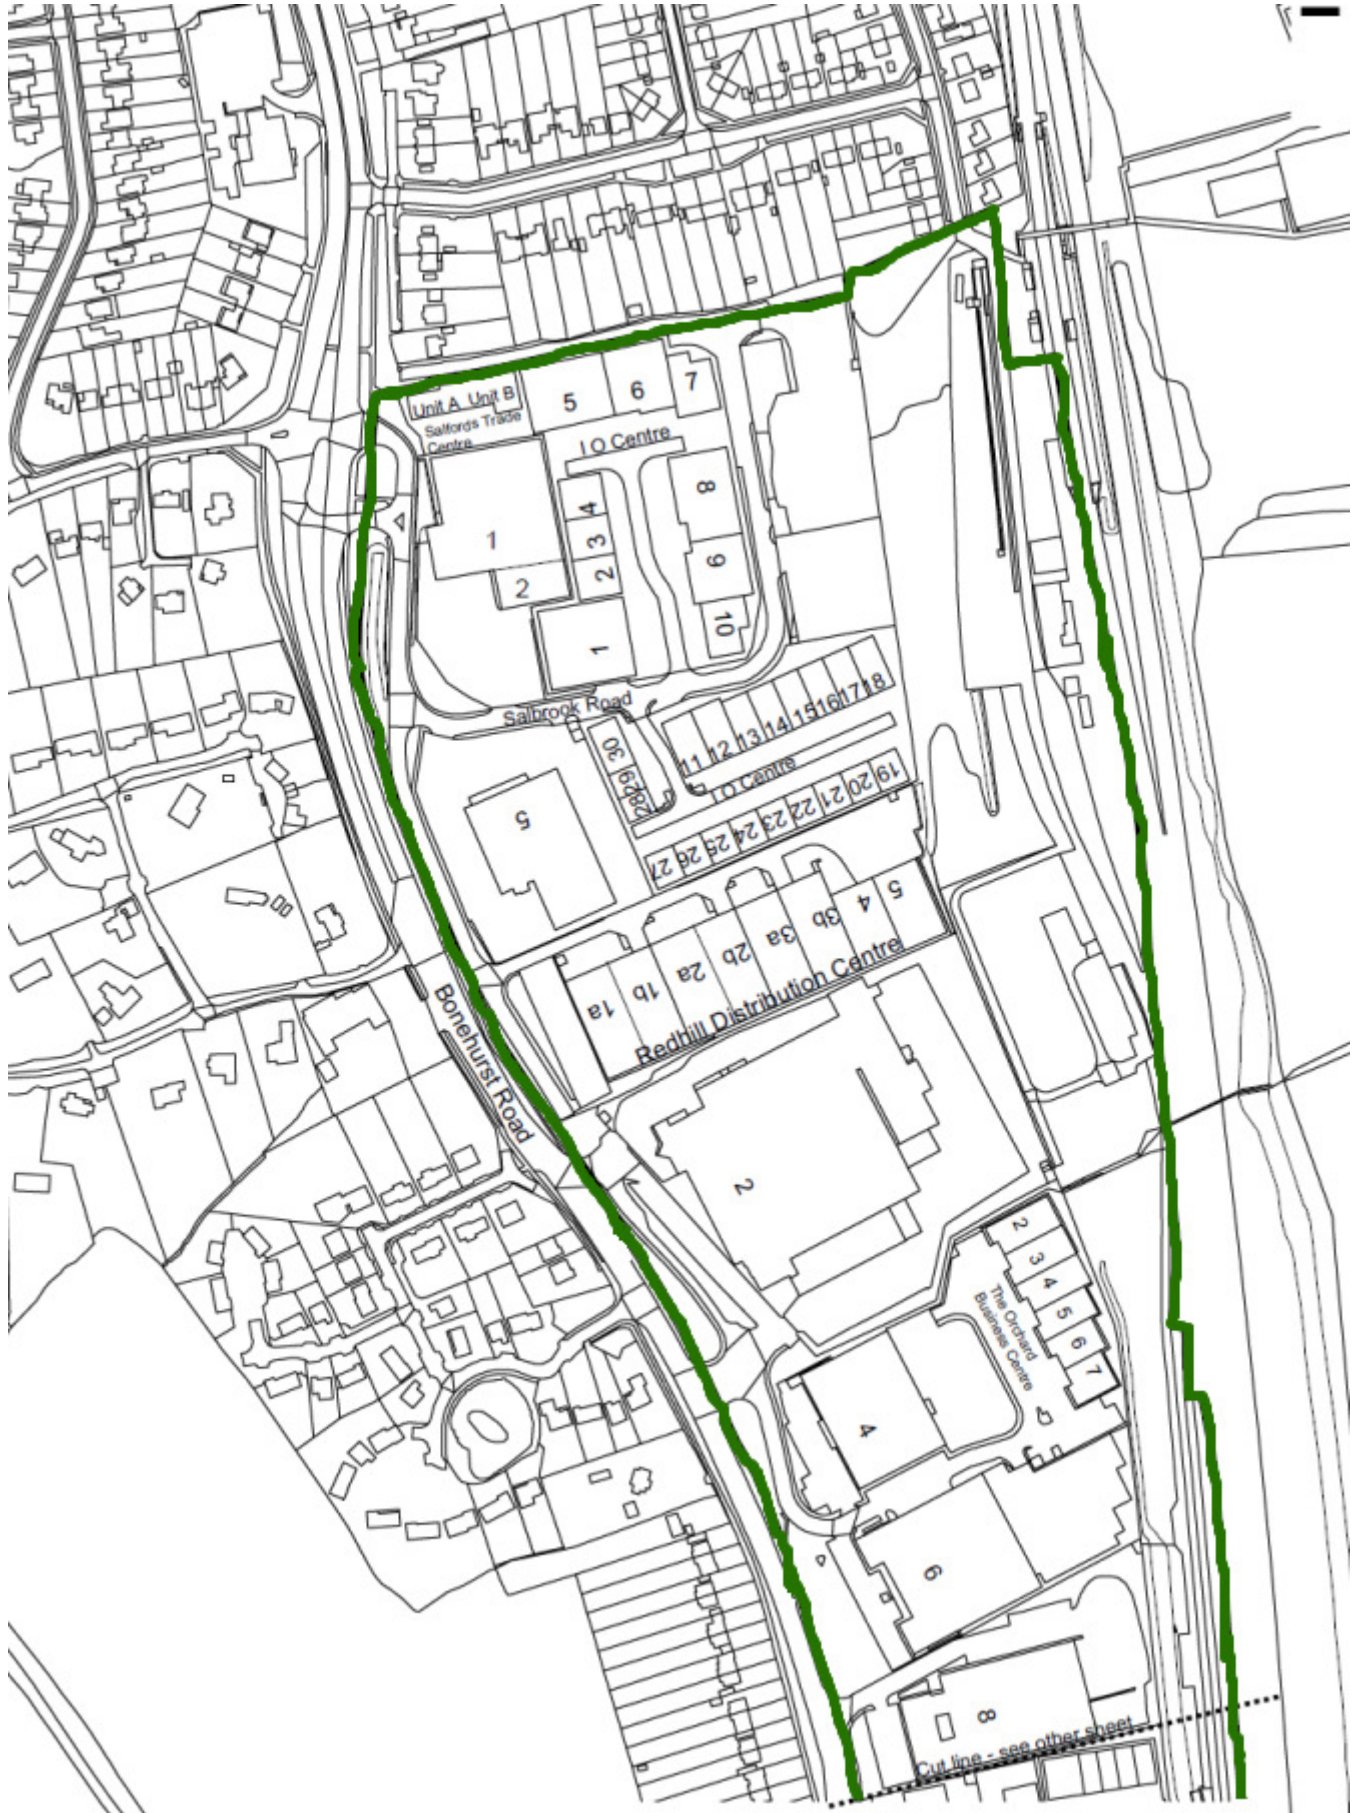 Unit A Unit B
Salfords Trade
Centre
5
6
7
I O Centre
8
4
3
2
1
2
9
10
1
Salbrook Road
30
29
28
11
12
13
14
15
16
17
18
I O Centre
19
20
21
22
23
24
25
26
27
5
5
4
3b
3a
2b
2a
1b
1a
Redhill Distribution Centre
Bonehurst Road
2
2
3
4
5
6
7
The Orchard
Business Centre
4
6
8
Cut line - see other sheet